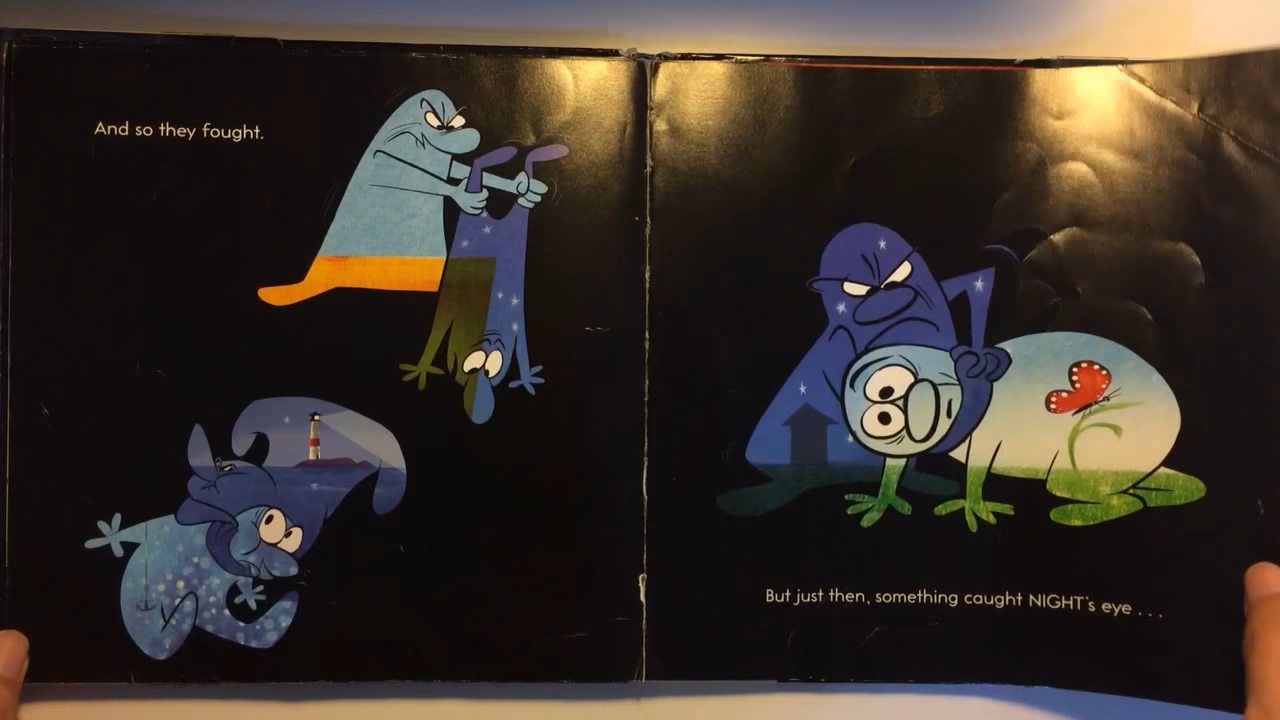 And so they fought.
But just then, something caught NIGHT's eye . . .